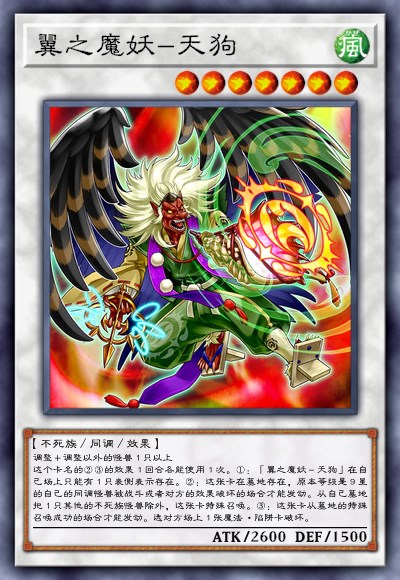 翼之魔妖-天狗
風
【不死族/同调/效果】
调整+调整以外的怪兽1只以上
这个卡名的②③的效果1回合各能使用1次。①：「翼之魔妖-天狗」在自
己场上只能有1只表侧表示存在。②：这张卡在墓地存在，原本等级是9星
的自己的同调怪兽被战斗或者对方的效果破坏的场合才能发动。从自己墓地
把1只其他的不死族怪兽除外，这张卡特殊召唤。③：这张卡从墓地的特殊
召唤成功的场合才能发动。选对方场上1张魔法·陷阱卡破坏。
ATK/2600 DEF/1500